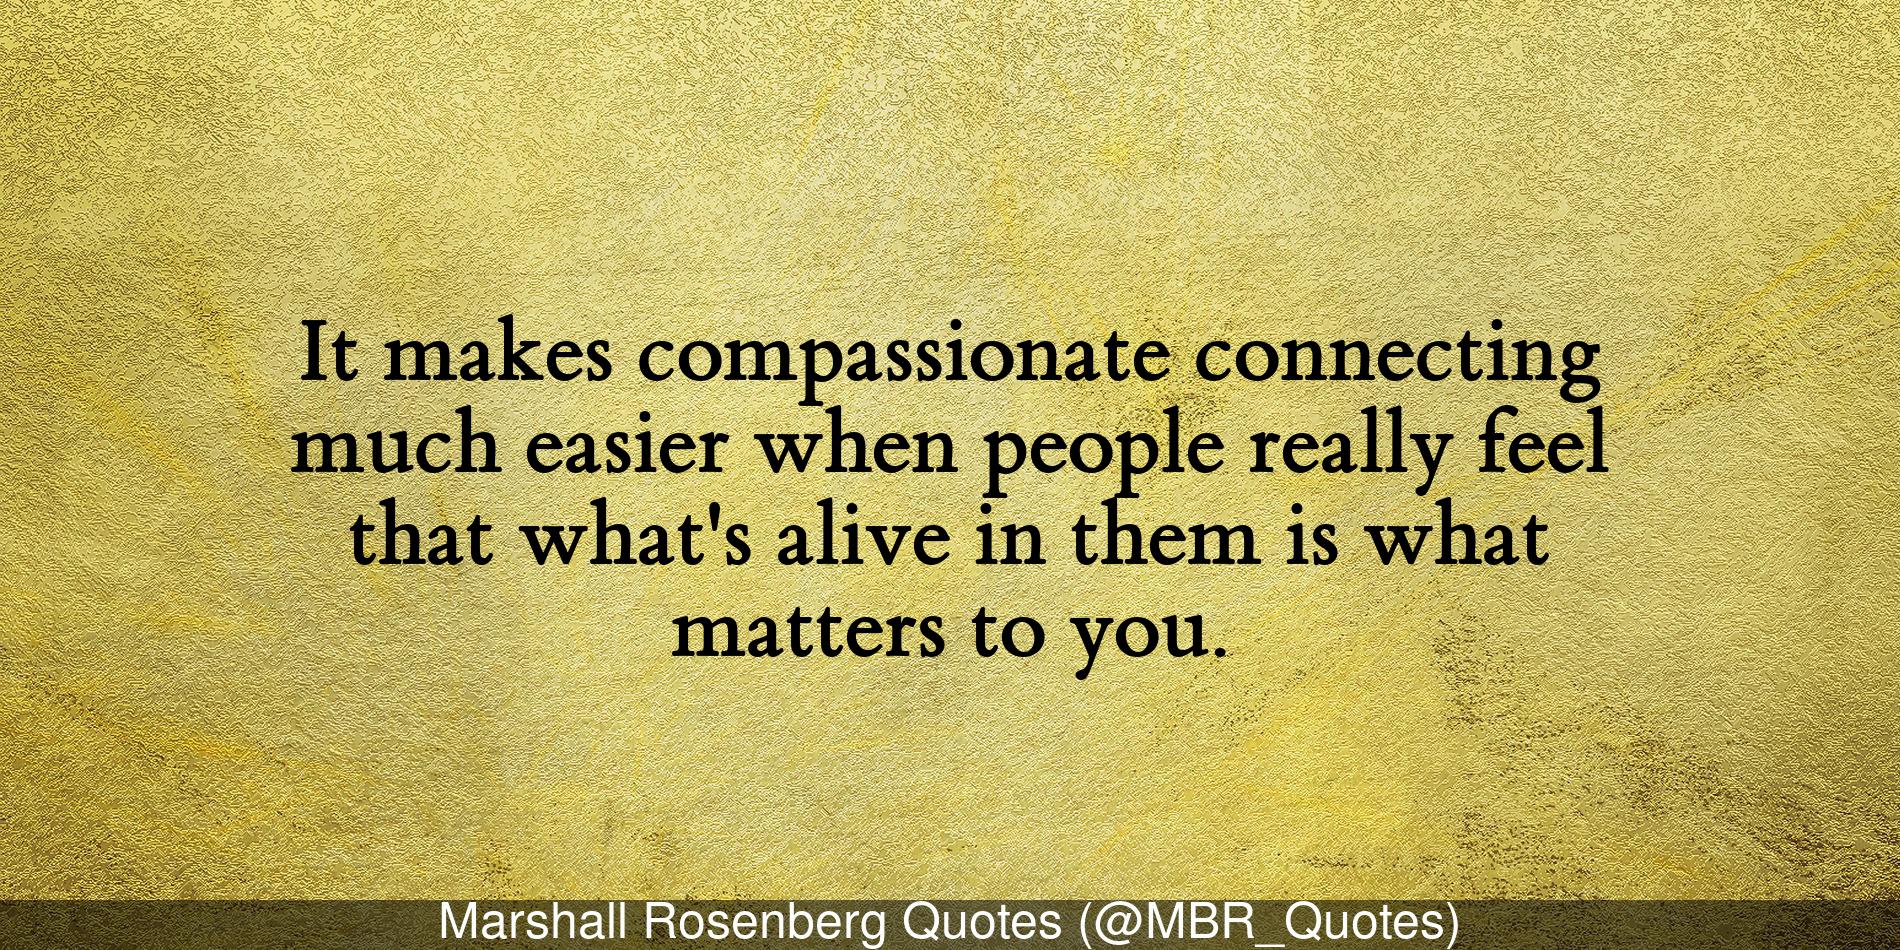 It makes compassionate connecting
much easier when people really feel
that what's alive in them is what
matters to you.
Marshall Rosenberg Quotes (@MBR_Quotes)